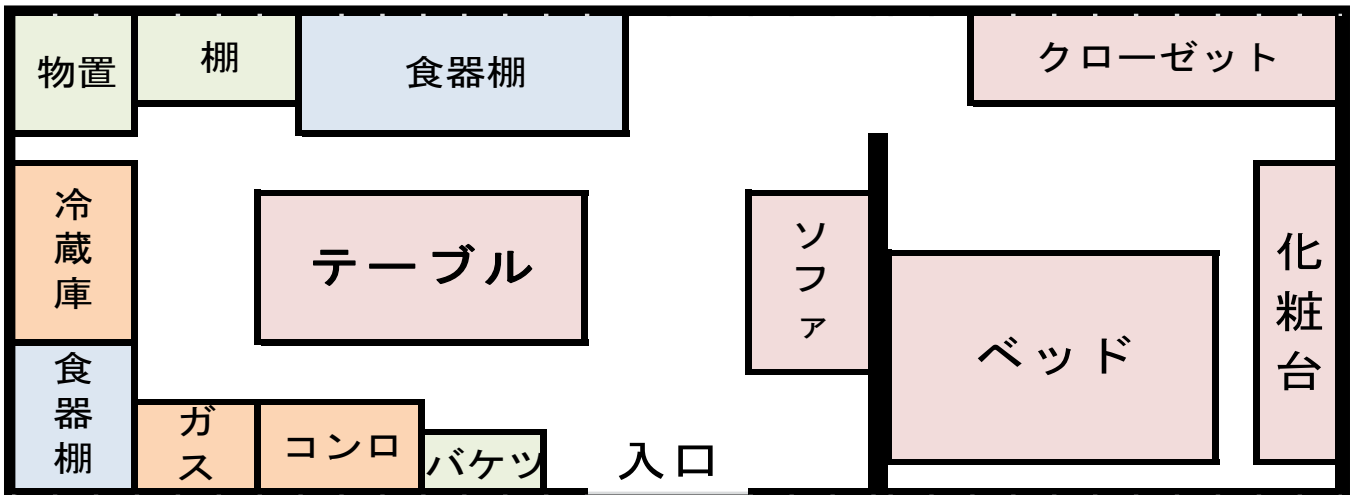 物置
棚
食器棚
クローゼット
冷蔵庫
テーブル
ソファ
化粧台
ベッド
食器棚
ガス
コンロ
バケツ
入口